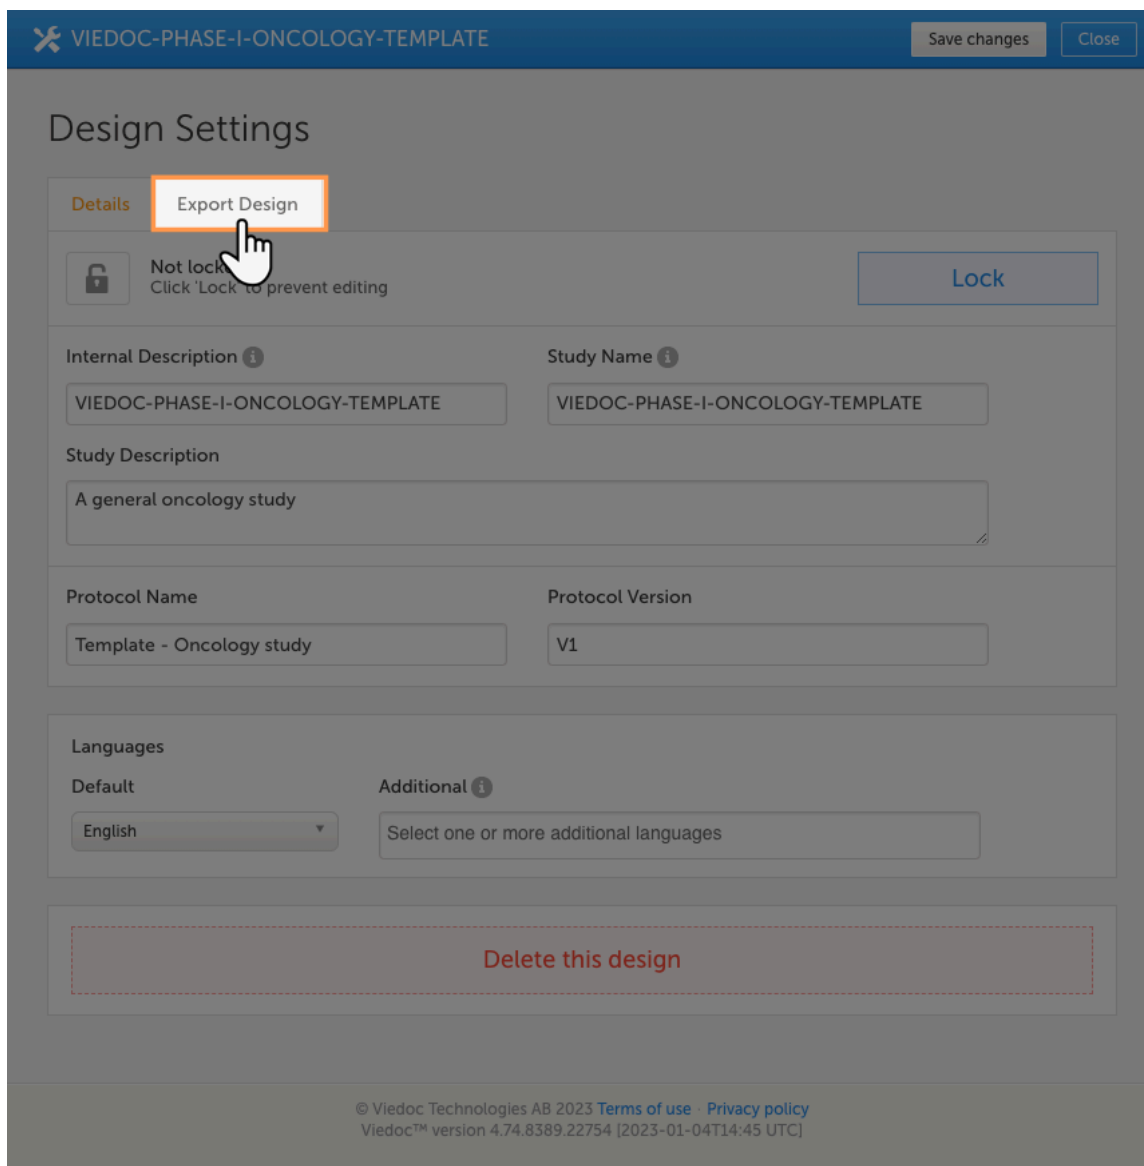 VIEDOC-PHASE-I-ONCOLOGY-TEMPLATE
Save changes
Close
Design Settings
Details
Export Design
Not lock
Click 'Lock' to prevent editing
Lock
Internal Description
Study Name
VIEDOC-PHASE-I-ONCOLOGY-TEMPLATE
VIEDOC-PHASE-I-ONCOLOGY-TEMPLATE
Study Description
A general oncology study
Protocol Name
Protocol Version
Template - Oncology study
V1
Languages
Default
Additional
English
Select one or more additional languages
Delete this design
© Viedoc Technologies AB 2023 Terms of use · Privacy policy
Viedoc™ version 4.74.8389.22754 [2023-01-04T14:45 UTC]